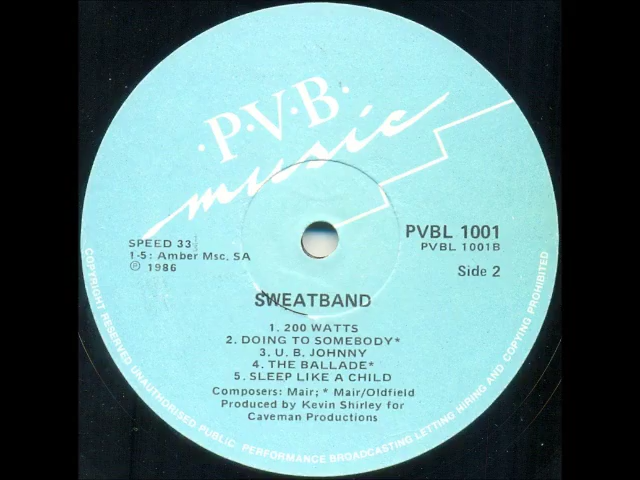 ·P·V·B·
music
PVBL 1001
PVBL 1001B
Side 2
SPEED 33
1-5: Amber Msc. SA
℗ 1986
SWEATBAND
1. 200 WATTS
2. DOING TO SOMEBODY*
3. U. B. JOHNNY
4. THE BALLADE*
5. SLEEP LIKE A CHILD
Composers: Mair; * Mair/Oldfield
Produced by Kevin Shirley for
Caveman Productions
COPYRIGHT RESERVED UNAUTHORISED PUBLIC PERFORMANCE BROADCASTING LETTING HIRING AND COPYING PROHIBITED